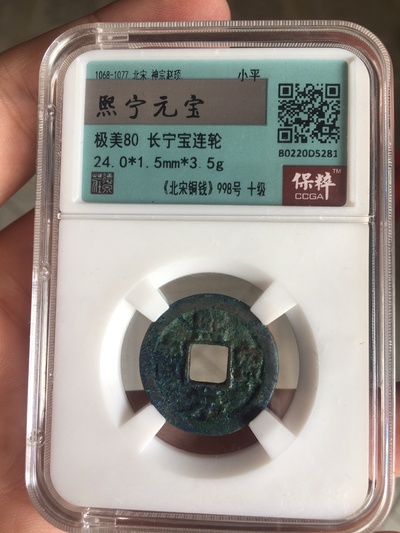 1068-1077 北宋·神宗赵顼 小平
熙宁元宝
极美80 长宁宝连轮
24.0*1.5mm*3.5g
B0220D5281
《北宋铜钱》998号 十级
保粹™
CCGA